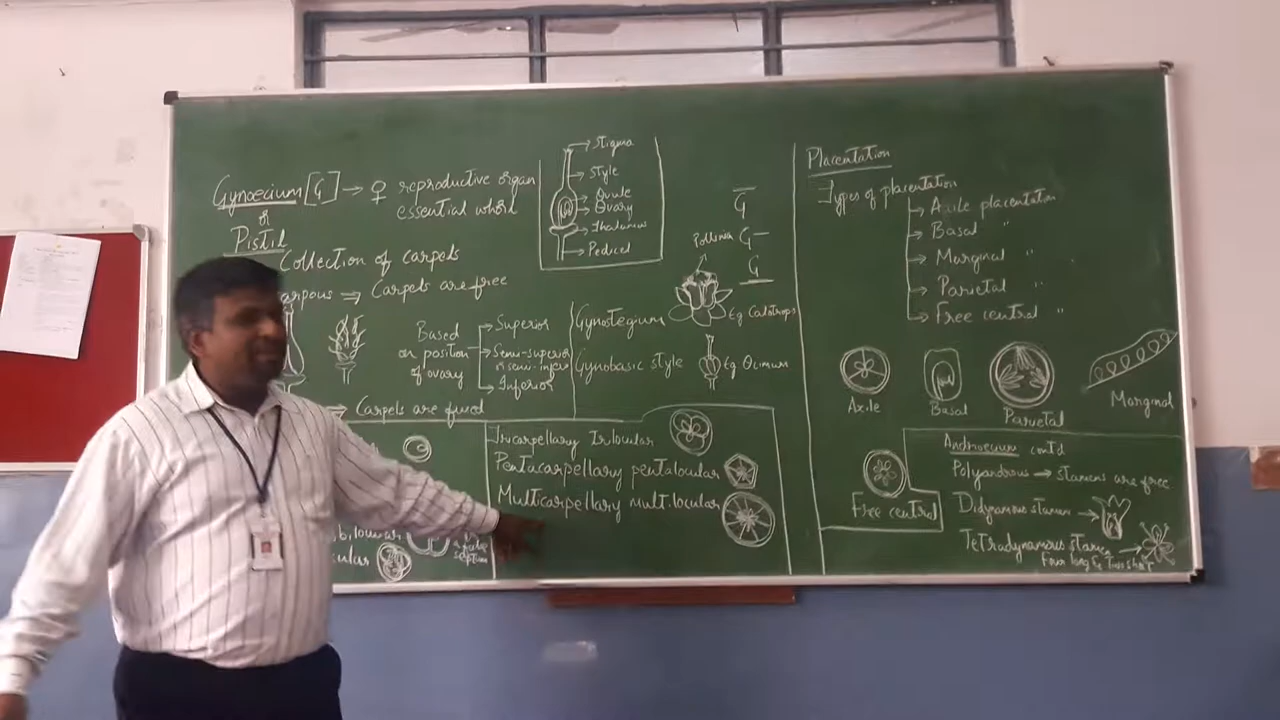 Gynoecium [G] → ♀ reproductive organ
essential whorl
or
Pistil
Collection of carpels
arpous ⇒ Carpels are free
Based
on position
of ovary
Superior
Semi-superior
Inferior
→ Carpels are fused
Stigma
Style
Ovule
Ovary
Thalamus
Pedicel
G
Pollinia G
G
Gynostegium
Eg Calotropis
Gynobasic style
Eg Ocimum
bilocular
septum
cular
Tricarpellary Trilocular
Pentacarpellary pentalocular
Multicarpellary multilocular
Placentation
Types of placentation
Axile placentation
Basal "
Marginal "
Parietal "
Free central "
Axile
Basal
Parietal
Marginal
Free central
Androecium contd
Polyandrous → stamens are free
Didynamous stamen →
Tetradynamous stamen →
Four long & Two short